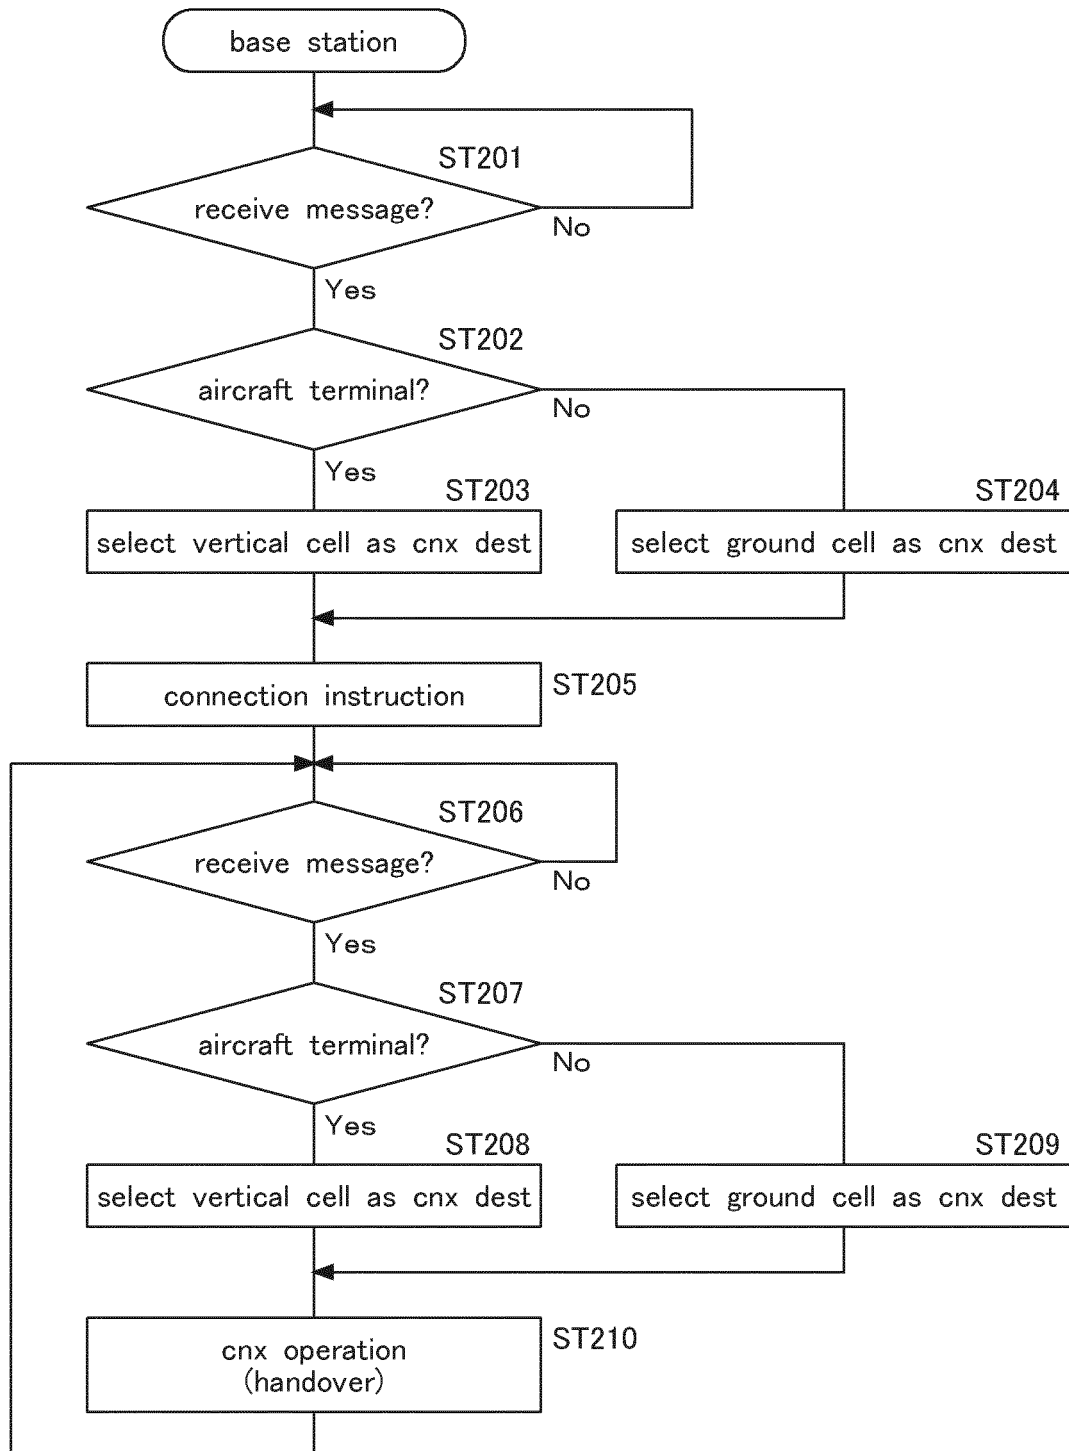 base station
ST201
receive message?
No
Yes
ST202
aircraft terminal?
No
Yes
ST203
ST204
select vertical cell as cnx dest
select ground cell as cnx dest
connection instruction
ST205
ST206
receive message?
No
Yes
ST207
aircraft terminal?
No
Yes
ST208
ST209
select vertical cell as cnx dest
select ground cell as cnx dest
ST210
cnx operation
(handover)